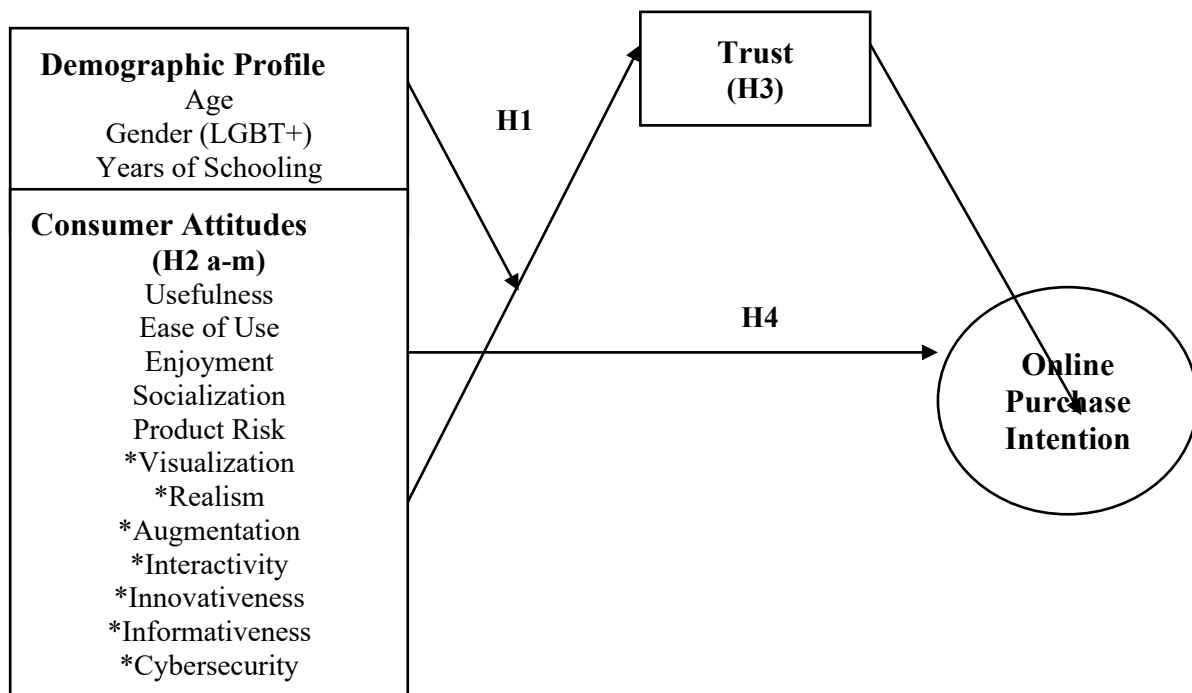 Demographic Profile
Age
Gender (LGBT+)
Years of Schooling
Consumer Attitudes
(H2 a-m)
Usefulness
Ease of Use
Enjoyment
Socialization
Product Risk
*Visualization
*Realism
*Augmentation
*Interactivity
*Innovativeness
*Informativeness
*Cybersecurity
H1
Trust
(H3)
H4
Online
Purchase
Intention